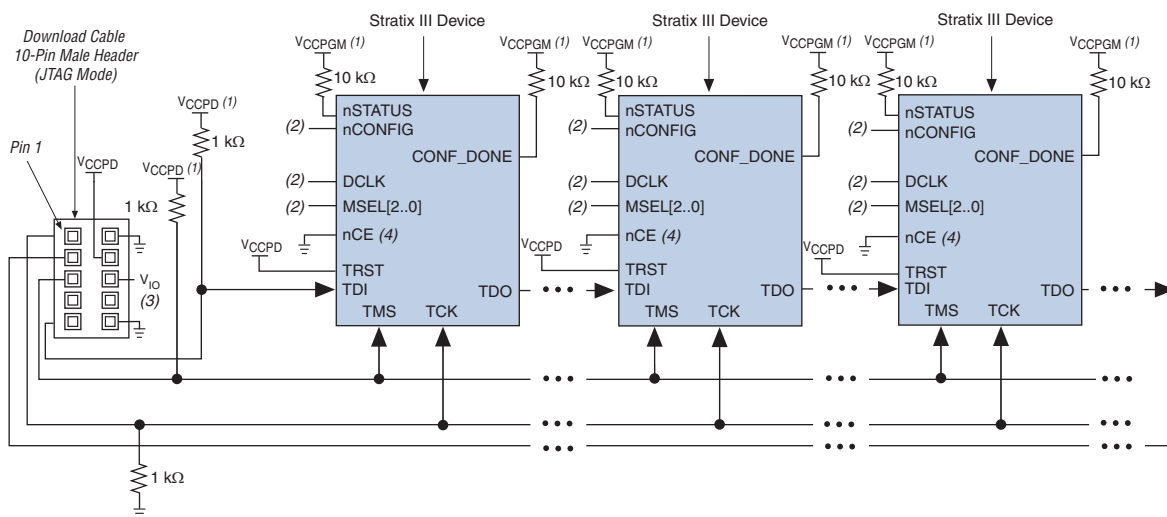 Download Cable
10-Pin Male Header
(JTAG Mode)
Pin 1
VCCPD
VCCPD (1)
1 kΩ
VCCPD (1)
1 kΩ
VIO
(3)
1 kΩ
Stratix III Device
VCCPGM (1)
10 kΩ
VCCPGM (1)
10 kΩ
nSTATUS
(2) nCONFIG
CONF_DONE
(2) DCLK
(2) MSEL[2..0]
nCE (4)
VCCPD
TRST
TDI
TDO
TMS TCK
Stratix III Device
VCCPGM (1)
10 kΩ
VCCPGM (1)
10 kΩ
nSTATUS
(2) nCONFIG
CONF_DONE
(2) DCLK
(2) MSEL[2..0]
nCE (4)
VCCPD
TRST
TDI
TDO
TMS TCK
Stratix III Device
VCCPGM (1)
10 kΩ
VCCPGM (1)
10 kΩ
nSTATUS
(2) nCONFIG
CONF_DONE
(2) DCLK
(2) MSEL[2..0]
nCE (4)
VCCPD
TRST
TDI
TDO
TMS TCK